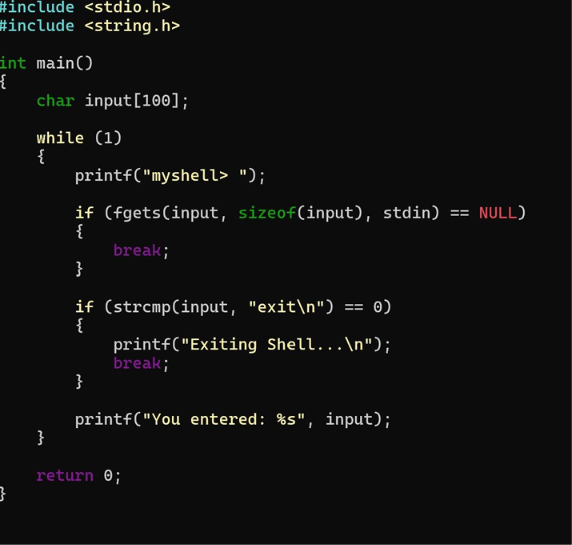 #include <stdio.h>
#include <string.h>

int main()
{
    char input[100];

    while (1)
    {
        printf("myshell> ");

        if (fgets(input, sizeof(input), stdin) == NULL)
        {
            break;
        }

        if (strcmp(input, "exit\n") == 0)
        {
            printf("Exiting Shell...\n");
            break;
        }

        printf("You entered: %s", input);
    }

    return 0;
}